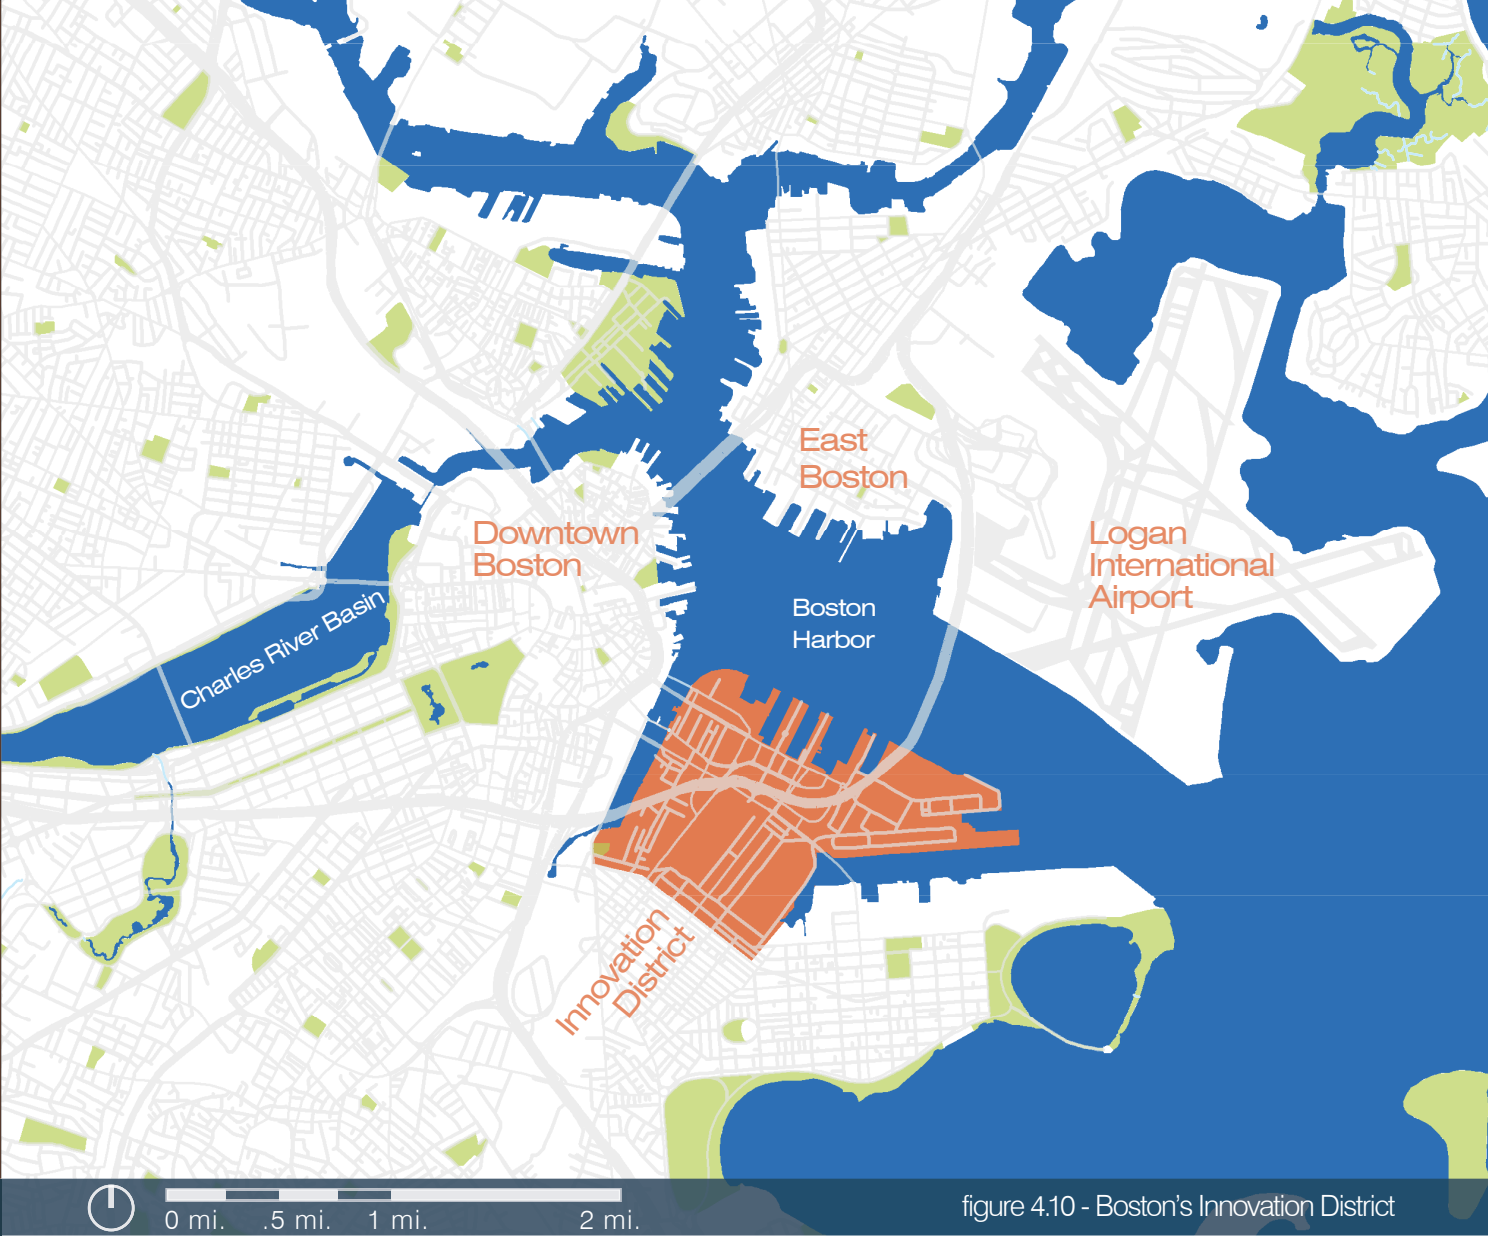 East
Boston
Downtown
Boston
Logan
International
Airport
Boston
Harbor
Charles River Basin
Innovation
District
0 mi. .5 mi. 1 mi. 2 mi.
figure 4.10 - Boston's Innovation District